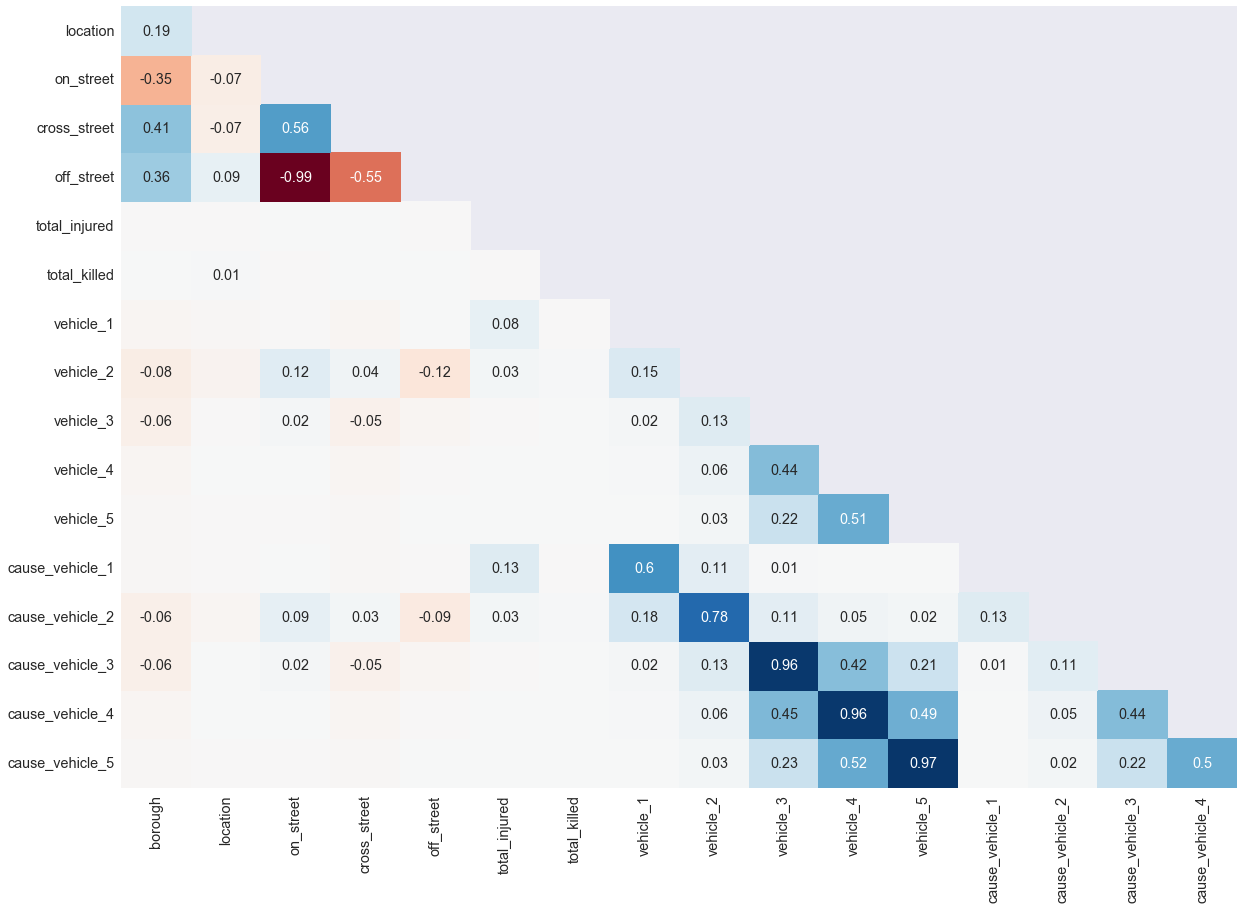 location 0.19
on_street -0.35 -0.07
cross_street 0.41 -0.07 0.56
off_street 0.36 0.09 -0.99 -0.55
total_injured
total_killed 0.01
vehicle_1 0.08
vehicle_2 -0.08 0.12 0.04 -0.12 0.03 0.15
vehicle_3 -0.06 0.02 -0.05 0.02 0.13
vehicle_4 0.06 0.44
vehicle_5 0.03 0.22 0.51
cause_vehicle_1 0.13 0.6 0.11 0.01
cause_vehicle_2 -0.06 0.09 0.03 -0.09 0.03 0.18 0.78 0.11 0.05 0.02 0.13
cause_vehicle_3 -0.06 0.02 -0.05 0.02 0.13 0.96 0.42 0.21 0.01 0.11
cause_vehicle_4 0.06 0.45 0.96 0.49 0.05 0.44
cause_vehicle_5 0.03 0.23 0.52 0.97 0.02 0.22 0.5
borough location on_street cross_street off_street total_injured total_killed vehicle_1 vehicle_2 vehicle_3 vehicle_4 vehicle_5 cause_vehicle_1 cause_vehicle_2 cause_vehicle_3 cause_vehicle_4